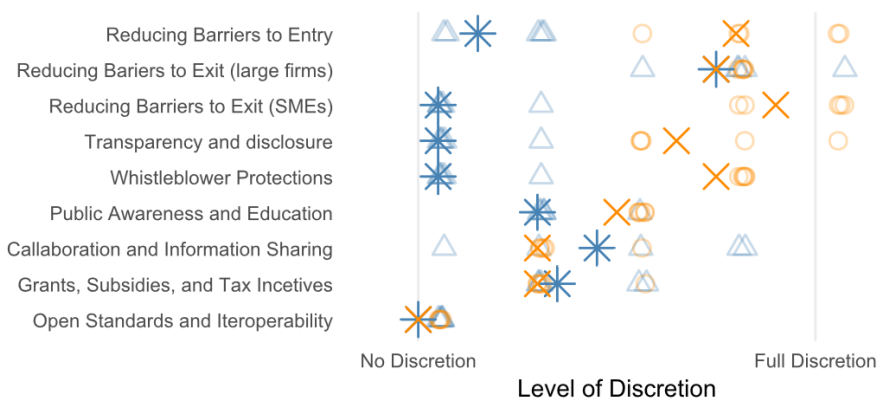 Reducing Barriers to Entry
Reducing Bariers to Exit (large firms)
Reducing Barriers to Exit (SMEs)
Transparency and disclosure
Whistleblower Protections
Public Awareness and Education
Callaboration and Information Sharing
Grants, Subsidies, and Tax Incetives
Open Standards and Iteroperability
No Discretion
Full Discretion
Level of Discretion